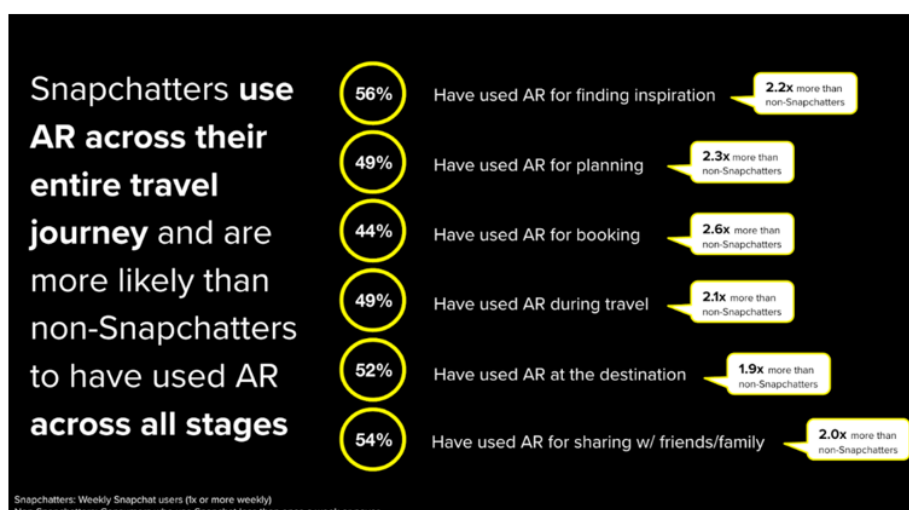 Snapchatters use
AR across their
entire travel
journey and are
more likely than
non-Snapchatters
to have used AR
across all stages
56%
Have used AR for finding inspiration
2.2x more than
non-Snapchatters
49%
Have used AR for planning
2.3x more than
non-Snapchatters
44%
Have used AR for booking
2.6x more than
non-Snapchatters
49%
Have used AR during travel
2.1x more than
non-Snapchatters
52%
Have used AR at the destination
1.9x more than
non-Snapchatters
54%
Have used AR for sharing w/ friends/family
2.0x more than
non-Snapchatters
Snapchatters: Weekly Snapchat users (1x or more weekly)